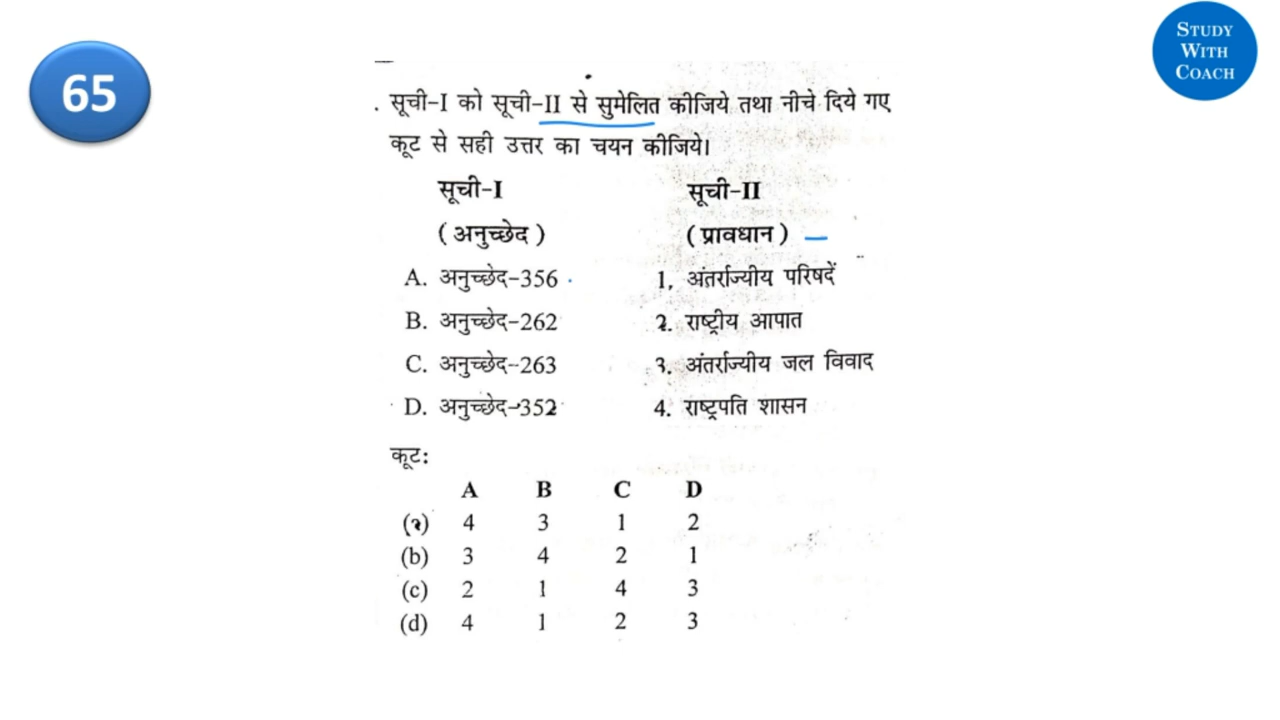 65
STUDY
WITH
COACH
. सूची-I को सूची-II से सुमेलित कीजिये तथा नीचे दिये गए
कूट से सही उत्तर का चयन कीजिये।
सूची-I सूची-II
(अनुच्छेद) (प्रावधान)
A. अनुच्छेद-356 1. अंतर्राज्यीय परिषदें
B. अनुच्छेद-262 2. राष्ट्रीय आपात
C. अनुच्छेद-263 3. अंतर्राज्यीय जल विवाद
D. अनुच्छेद-352 4. राष्ट्रपति शासन
कूट:
A B C D
(a) 4 3 1 2
(b) 3 4 2 1
(c) 2 1 4 3
(d) 4 1 2 3